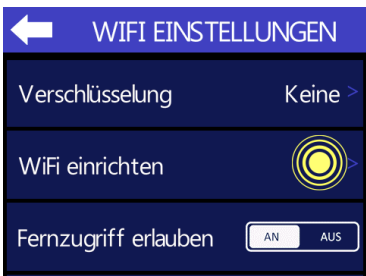 WIFI EINSTELLUNGEN
Verschlüsselung Keine >
WiFi einrichten >
Fernzugriff erlauben AN AUS